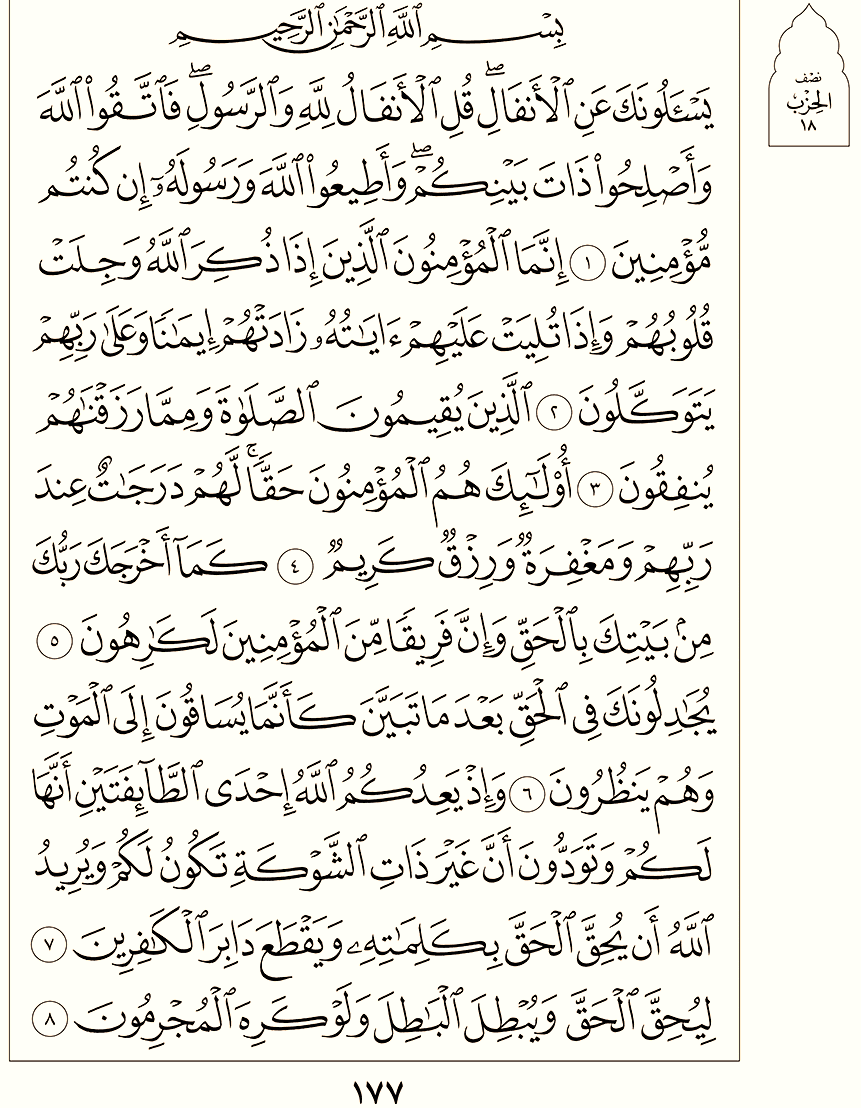 بِسْمِ ٱللَّهِ ٱلرَّحْمَٰنِ ٱلرَّحِيمِ
يَسْـَٔلُونَكَ عَنِ ٱلْأَنفَالِ ۖ قُلِ ٱلْأَنفَالُ لِلَّهِ وَٱلرَّسُولِ ۖ فَٱتَّقُوا۟ ٱللَّهَ
وَأَصْلِحُوا۟ ذَاتَ بَيْنِكُمْ ۖ وَأَطِيعُوا۟ ٱللَّهَ وَرَسُولَهُۥٓ إِن كُنتُم
مُّؤْمِنِينَ ١ إِنَّمَا ٱلْمُؤْمِنُونَ ٱلَّذِينَ إِذَا ذُكِرَ ٱللَّهُ وَجِلَتْ
قُلُوبُهُمْ وَإِذَا تُلِيَتْ عَلَيْهِمْ ءَايَٰتُهُۥ زَادَتْهُمْ إِيمَٰنًا وَعَلَىٰ رَبِّهِمْ
يَتَوَكَّلُونَ ٢ ٱلَّذِينَ يُقِيمُونَ ٱلصَّلَوٰةَ وَمِمَّا رَزَقْنَٰهُمْ
يُنفِقُونَ ٣ أُو۟لَٰٓئِكَ هُمُ ٱلْمُؤْمِنُونَ حَقًّا ۚ لَّهُمْ دَرَجَٰتٌ عِندَ
رَبِّهِمْ وَمَغْفِرَةٌ وَرِزْقٌ كَرِيمٌ ٤ كَمَآ أَخْرَجَكَ رَبُّكَ
مِنۢ بَيْتِكَ بِٱلْحَقِّ وَإِنَّ فَرِيقًا مِّنَ ٱلْمُؤْمِنِينَ لَكَٰرِهُونَ ٥
يُجَٰدِلُونَكَ فِى ٱلْحَقِّ بَعْدَ مَا تَبَيَّنَ كَأَنَّمَا يُسَاقُونَ إِلَى ٱلْمَوْتِ
وَهُمْ يَنظُرُونَ ٦ وَإِذْ يَعِدُكُمُ ٱللَّهُ إِحْدَى ٱلطَّآئِفَتَيْنِ أَنَّهَا
لَكُمْ وَتَوَدُّونَ أَنَّ غَيْرَ ذَاتِ ٱلشَّوْكَةِ تَكُونُ لَكُمْ وَيُرِيدُ
ٱللَّهُ أَن يُحِقَّ ٱلْحَقَّ بِكَلِمَٰتِهِۦ وَيَقْطَعَ دَابِرَ ٱلْكَٰفِرِينَ ٧
لِيُحِقَّ ٱلْحَقَّ وَيُبْطِلَ ٱلْبَٰطِلَ وَلَوْ كَرِهَ ٱلْمُجْرِمُونَ ٨
نِصْف
الحِزْب
١٨
١٧٧